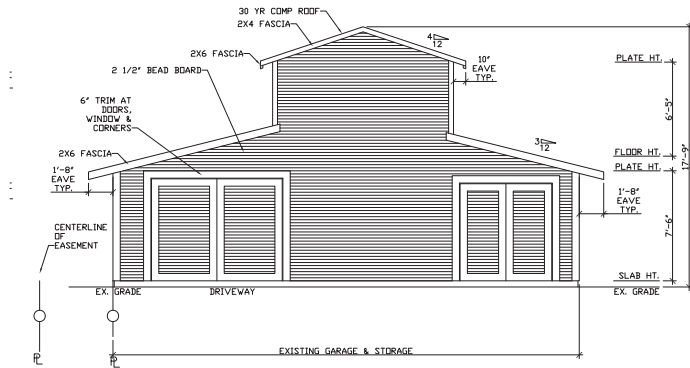 30 YR COMP ROOF
2X4 FASCIA
4
12
2X6 FASCIA
10"
EAVE
TYP.
PLATE HT.
2 1/2" BEAD BOARD
6" TRIM AT
DOORS,
WINDOW &
CORNERS
6'-5"
17'-9"
2X6 FASCIA
3
12
FLOOR HT.
PLATE HT.
1'-8"
EAVE
TYP.
1'-8"
EAVE
TYP.
7'-6"
CENTERLINE
OF
EASEMENT
SLAB HT.
EX. GRADE
DRIVEWAY
EX. GRADE
EXISTING GARAGE & STORAGE
PL
PL